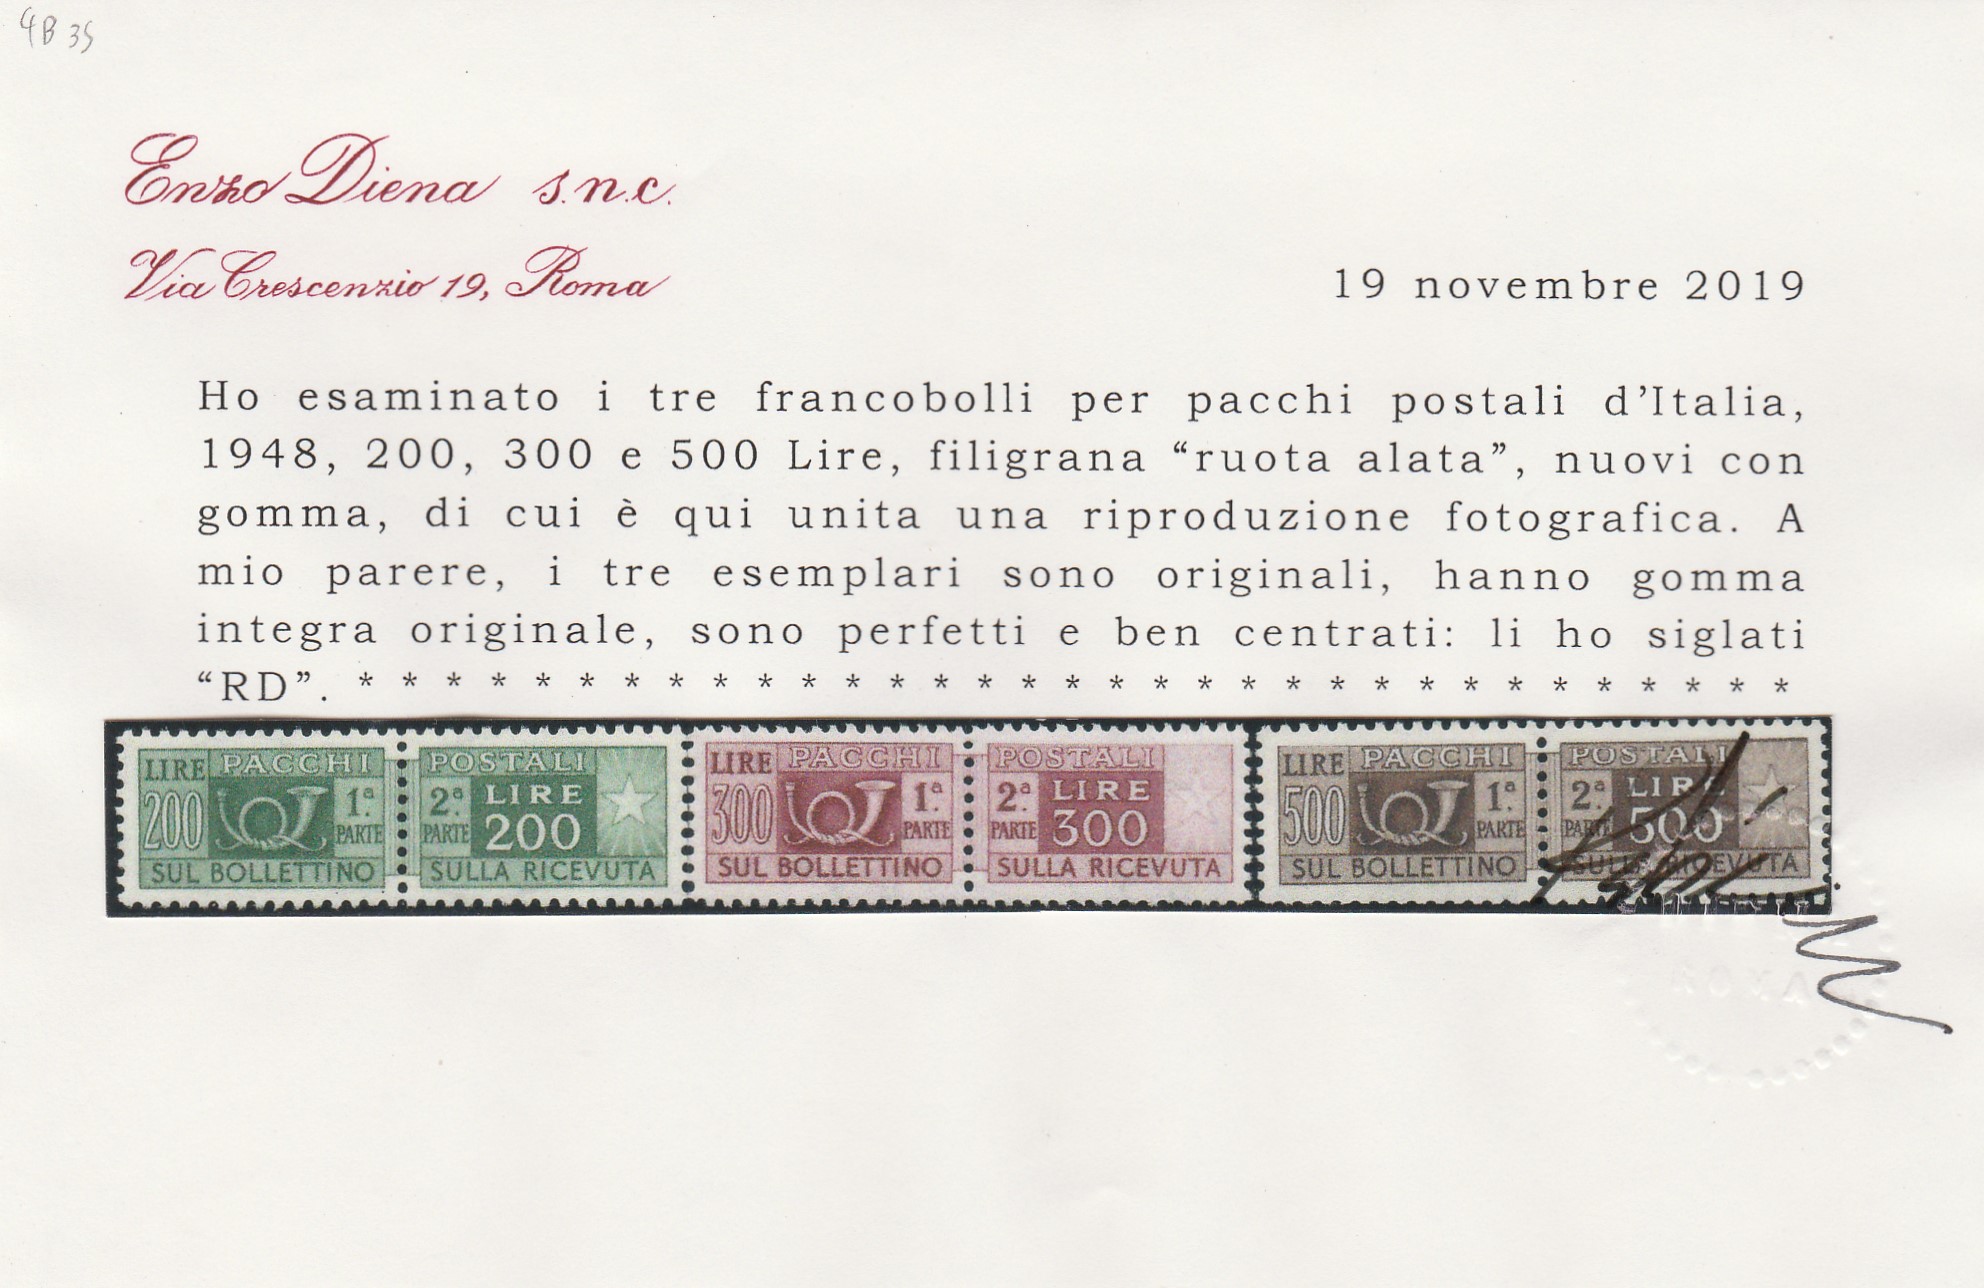 4B 35
Enzo Diena s.n.c.
Via Crescenzio 19, Roma
19 novembre 2019
Ho esaminato i tre francobolli per pacchi postali d’Italia,
1948, 200, 300 e 500 Lire, filigrana “ruota alata”, nuovi con
gomma, di cui è qui unita una riproduzione fotografica. A
mio parere, i tre esemplari sono originali, hanno gomma
integra originale, sono perfetti e ben centrati: li ho siglati
“RD”. * * * * * * * * * * * * * * * * * * * * * * * * * * * * * * * * *
LIRE 200 PACCHI 1ª PARTE SUL BOLLETTINO
POSTALI 2ª PARTE LIRE 200 SULLA RICEVUTA
LIRE 300 PACCHI 1ª PARTE SUL BOLLETTINO
POSTALI 2ª PARTE LIRE 300 SULLA RICEVUTA
LIRE 500 PACCHI 1ª PARTE SUL BOLLETTINO
POSTALI 2ª PARTE LIRE 500 SULLA RICEVUTA